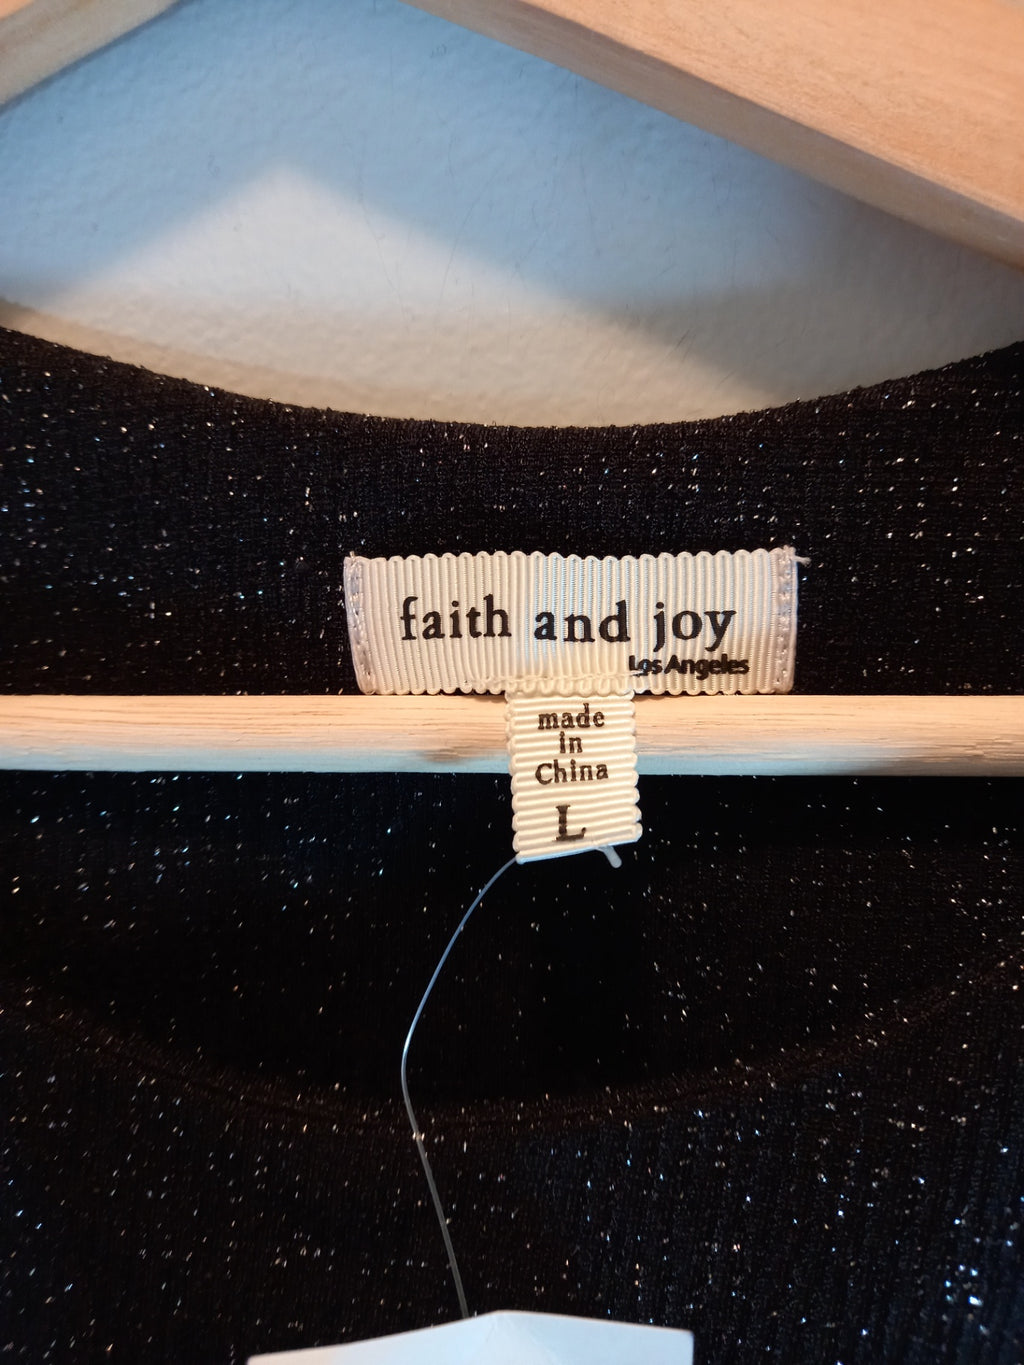 faith and joy
Los Angeles
made
in
China
L